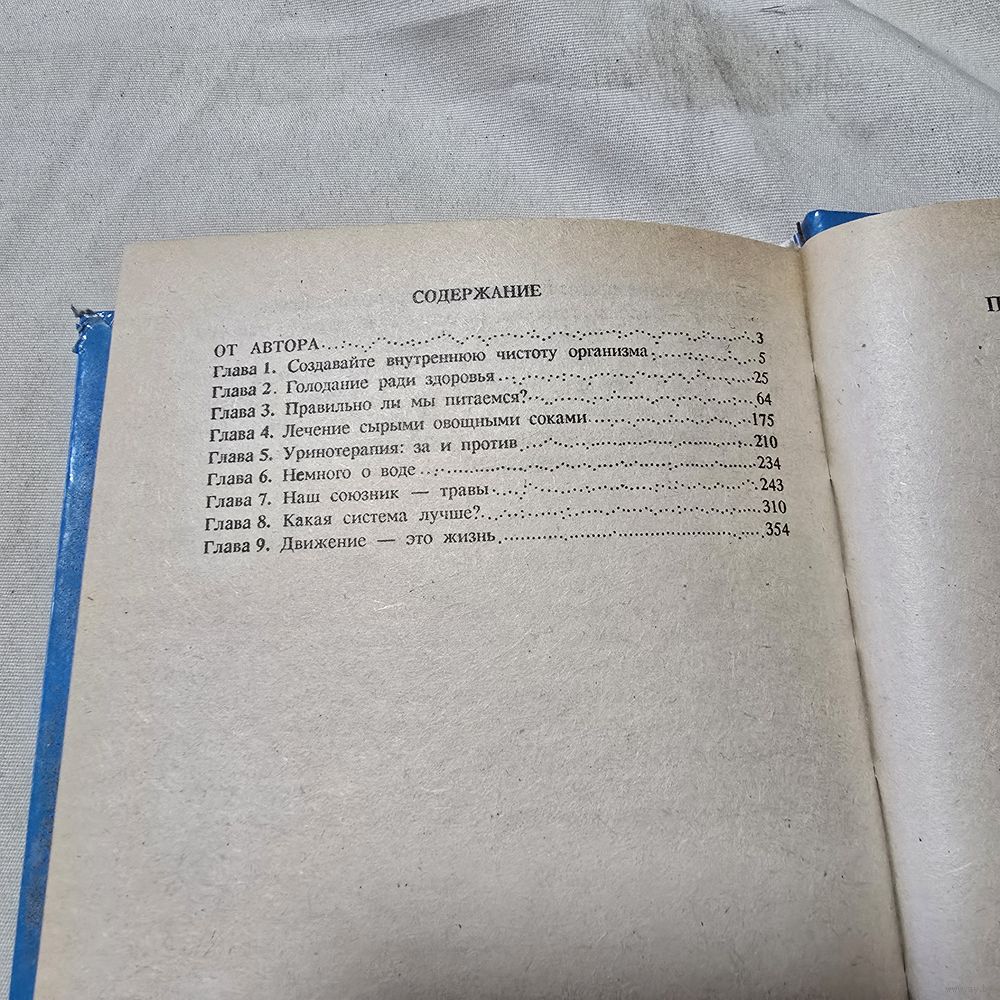 СОДЕРЖАНИЕ
ОТ АВТОРА 3
Глава 1. Создавайте внутреннюю чистоту организма 5
Глава 2. Голодание ради здоровья 25
Глава 3. Правильно ли мы питаемся? 64
Глава 4. Лечение сырыми овощными соками 175
Глава 5. Уринотерапия: за и против 210
Глава 6. Немного о воде 234
Глава 7. Наш союзник — травы 243
Глава 8. Какая система лучше? 310
Глава 9. Движение — это жизнь 354